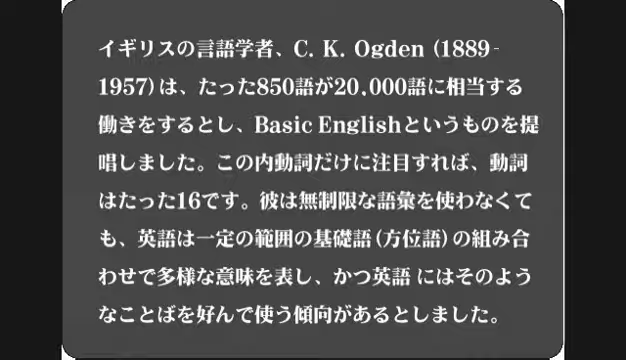 イギリスの言語学者、C. K. Ogden (1889-
1957)は、たった850語が20,000語に相当する
働きをするとし、Basic Englishというものを提
唱しました。この内動詞だけに注目すれば、動詞
はたった16です。彼は無制限な語彙を使わなくて
も、英語は一定の範囲の基礎語(方位語)の組み合
わせで多様な意味を表し、かつ英語 にはそのよう
なことばを好んで使う傾向があるとしました。